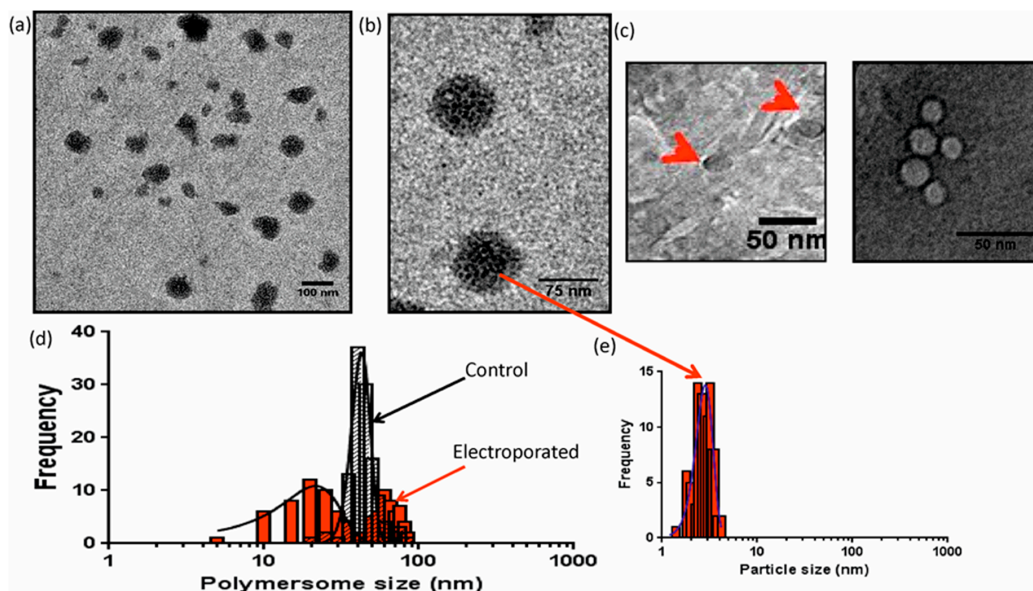 (a)
(b)
(c)
100 nm
75 nm
50 nm
50 nm
(d)
Frequency
40
30
20
10
0
Control
Electroporated
1
10
100
1000
Polymersome size (nm)
(e)
Frequency
15
10
5
0
1
10
100
1000
Particle size (nm)